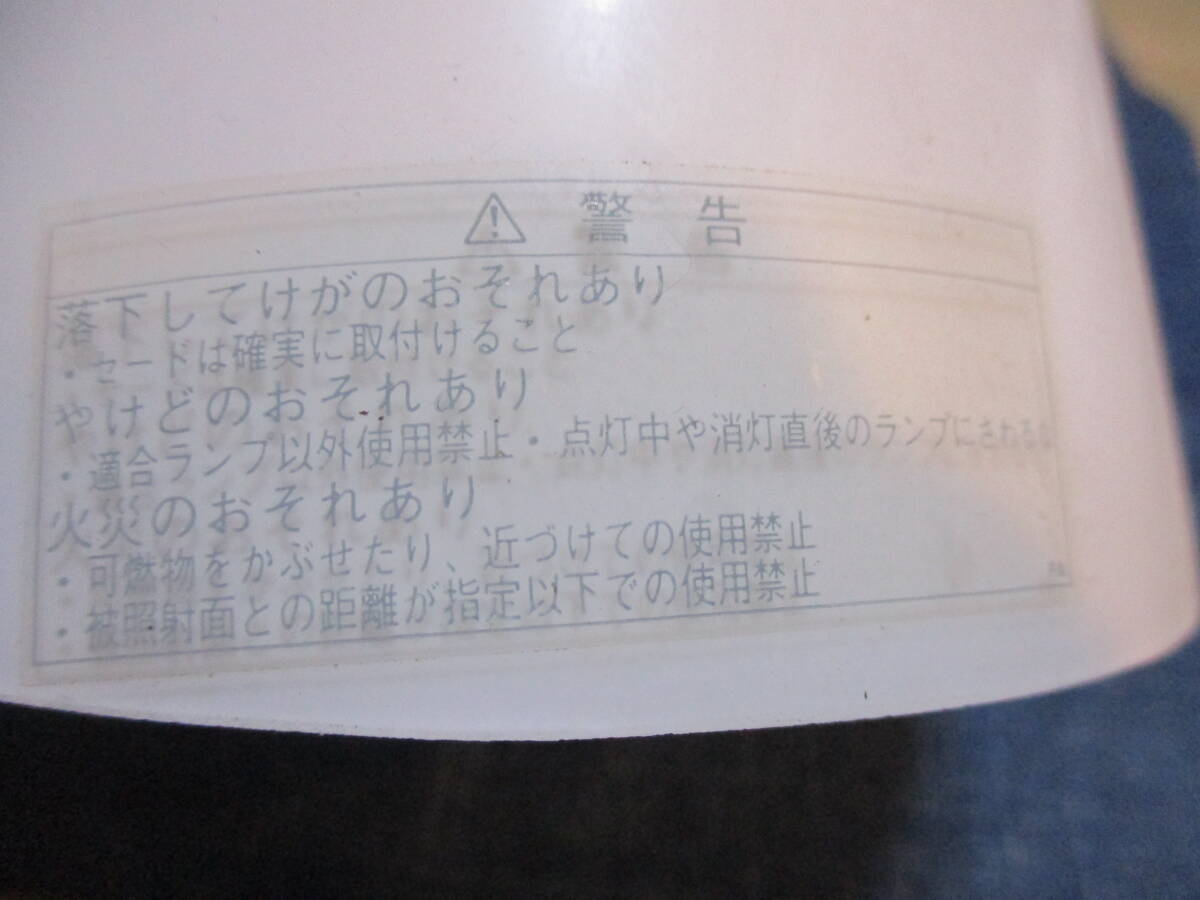 ⚠ 警告
落下してけがのおそれあり
・セードは確実に取付けること
やけどのおそれあり
・適合ランプ以外使用禁止・点灯中や消灯直後のランプにさわるな
火災のおそれあり
・可燃物をかぶせたり、近づけての使用禁止
・被照射面との距離が指定以下での使用禁止